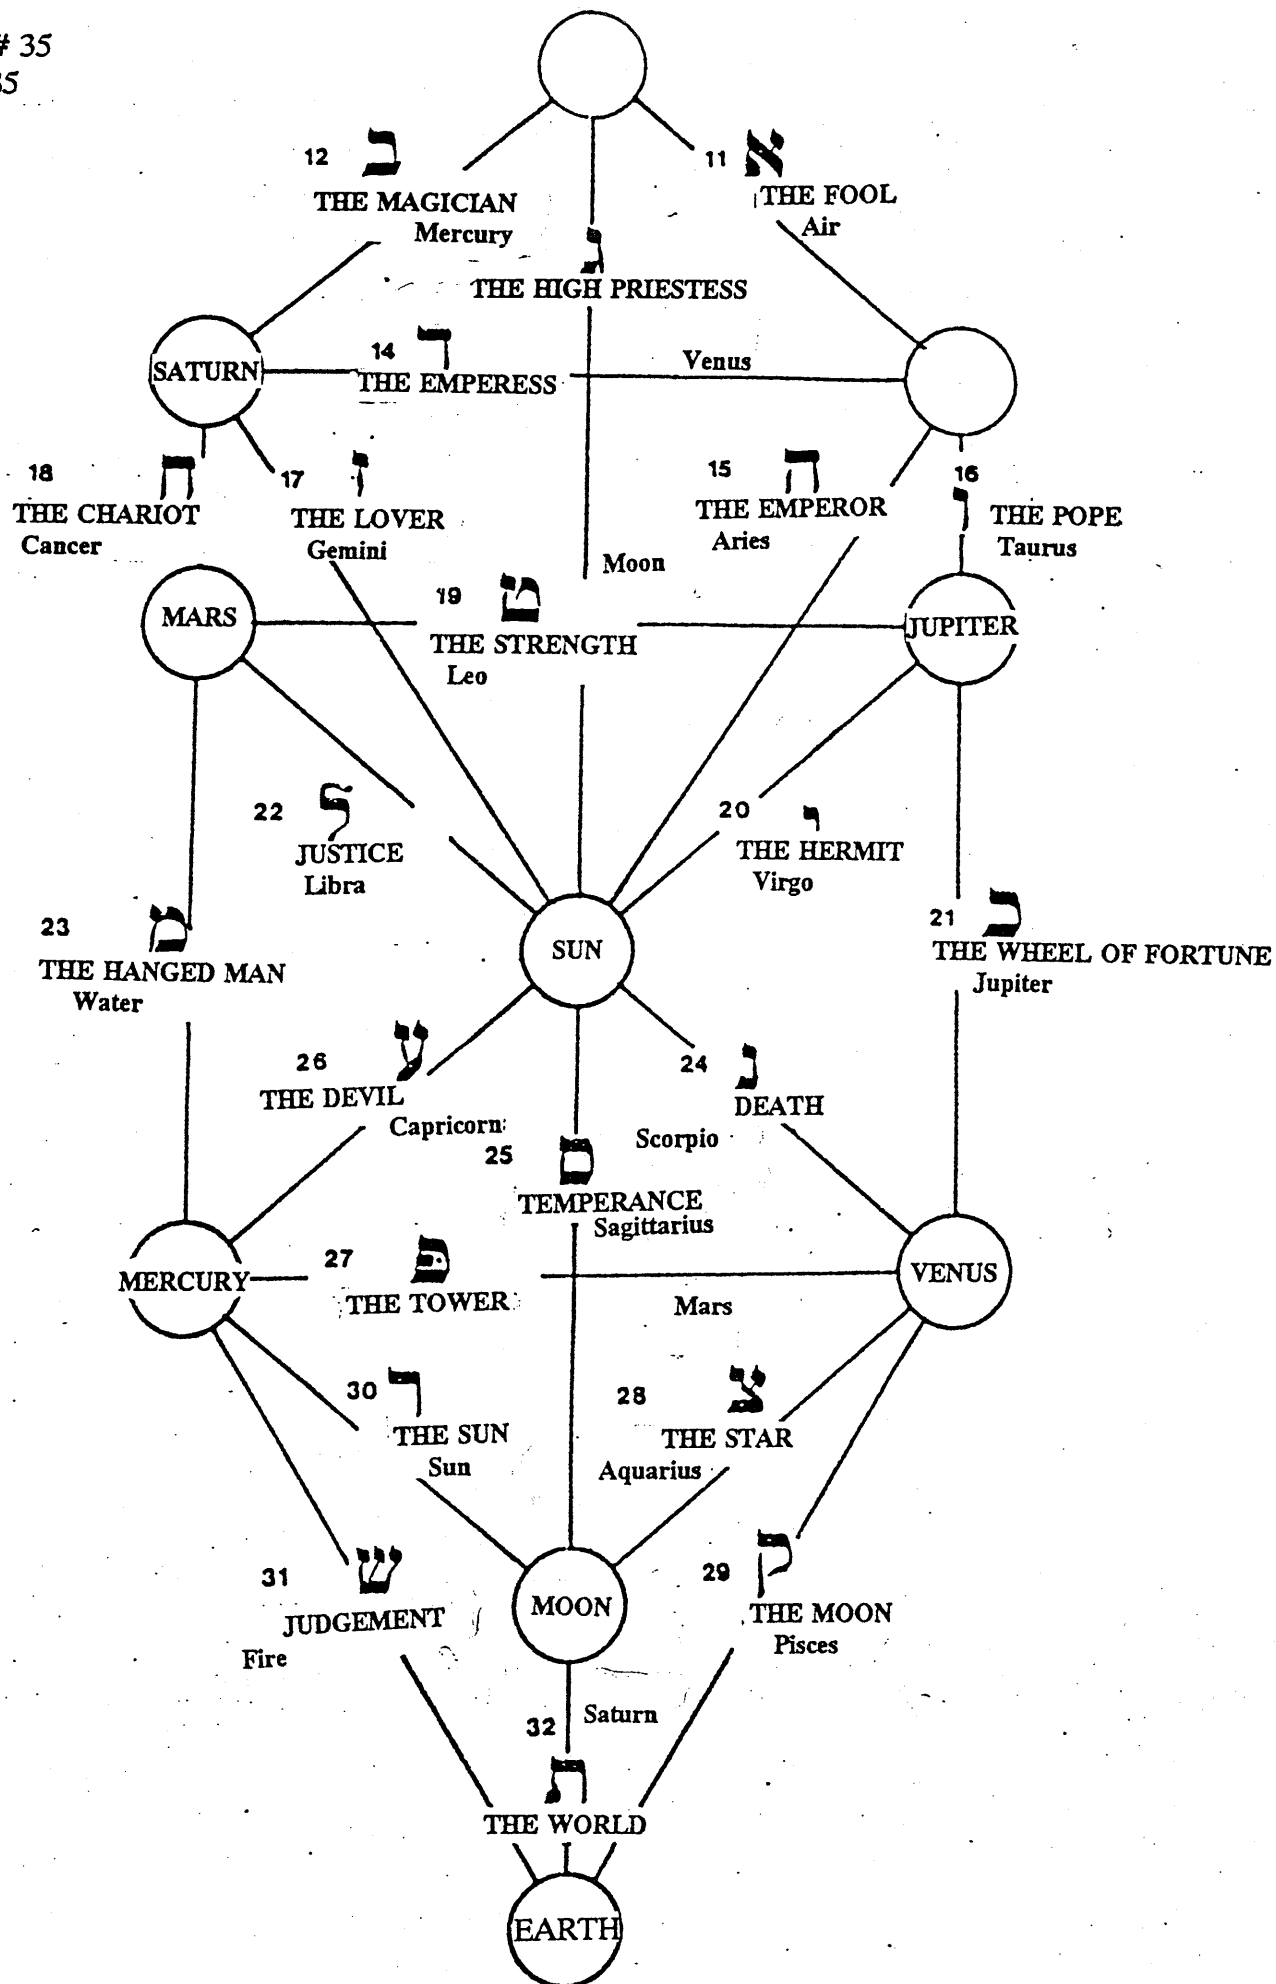 # 35
35
12 ב
THE MAGICIAN
Mercury
11 א
THE FOOL
Air
ג
THE HIGH PRIESTESS
SATURN
14 ד
THE EMPERESS
Venus
18 ח
THE CHARIOT
Cancer
17 ז
THE LOVER
Gemini
15 ה
THE EMPEROR
Aries
16
ו THE POPE
Taurus
Moon
MARS
19 ט
THE STRENGTH
Leo
JUPITER
22 ל
JUSTICE
Libra
20 י
THE HERMIT
Virgo
23 מ
THE HANGED MAN
Water
SUN
21 כ
THE WHEEL OF FORTUNE
Jupiter
26 ע
THE DEVIL
Capricorn
24 נ
DEATH
Scorpio
25 ס
TEMPERANCE
Sagittarius
MERCURY
27 פ
THE TOWER
Mars
VENUS
30 ר
THE SUN
Sun
28 צ
THE STAR
Aquarius
31 ש
JUDGEMENT
Fire
MOON
29 ק
THE MOON
Pisces
Saturn
32
ת
THE WORLD
EARTH